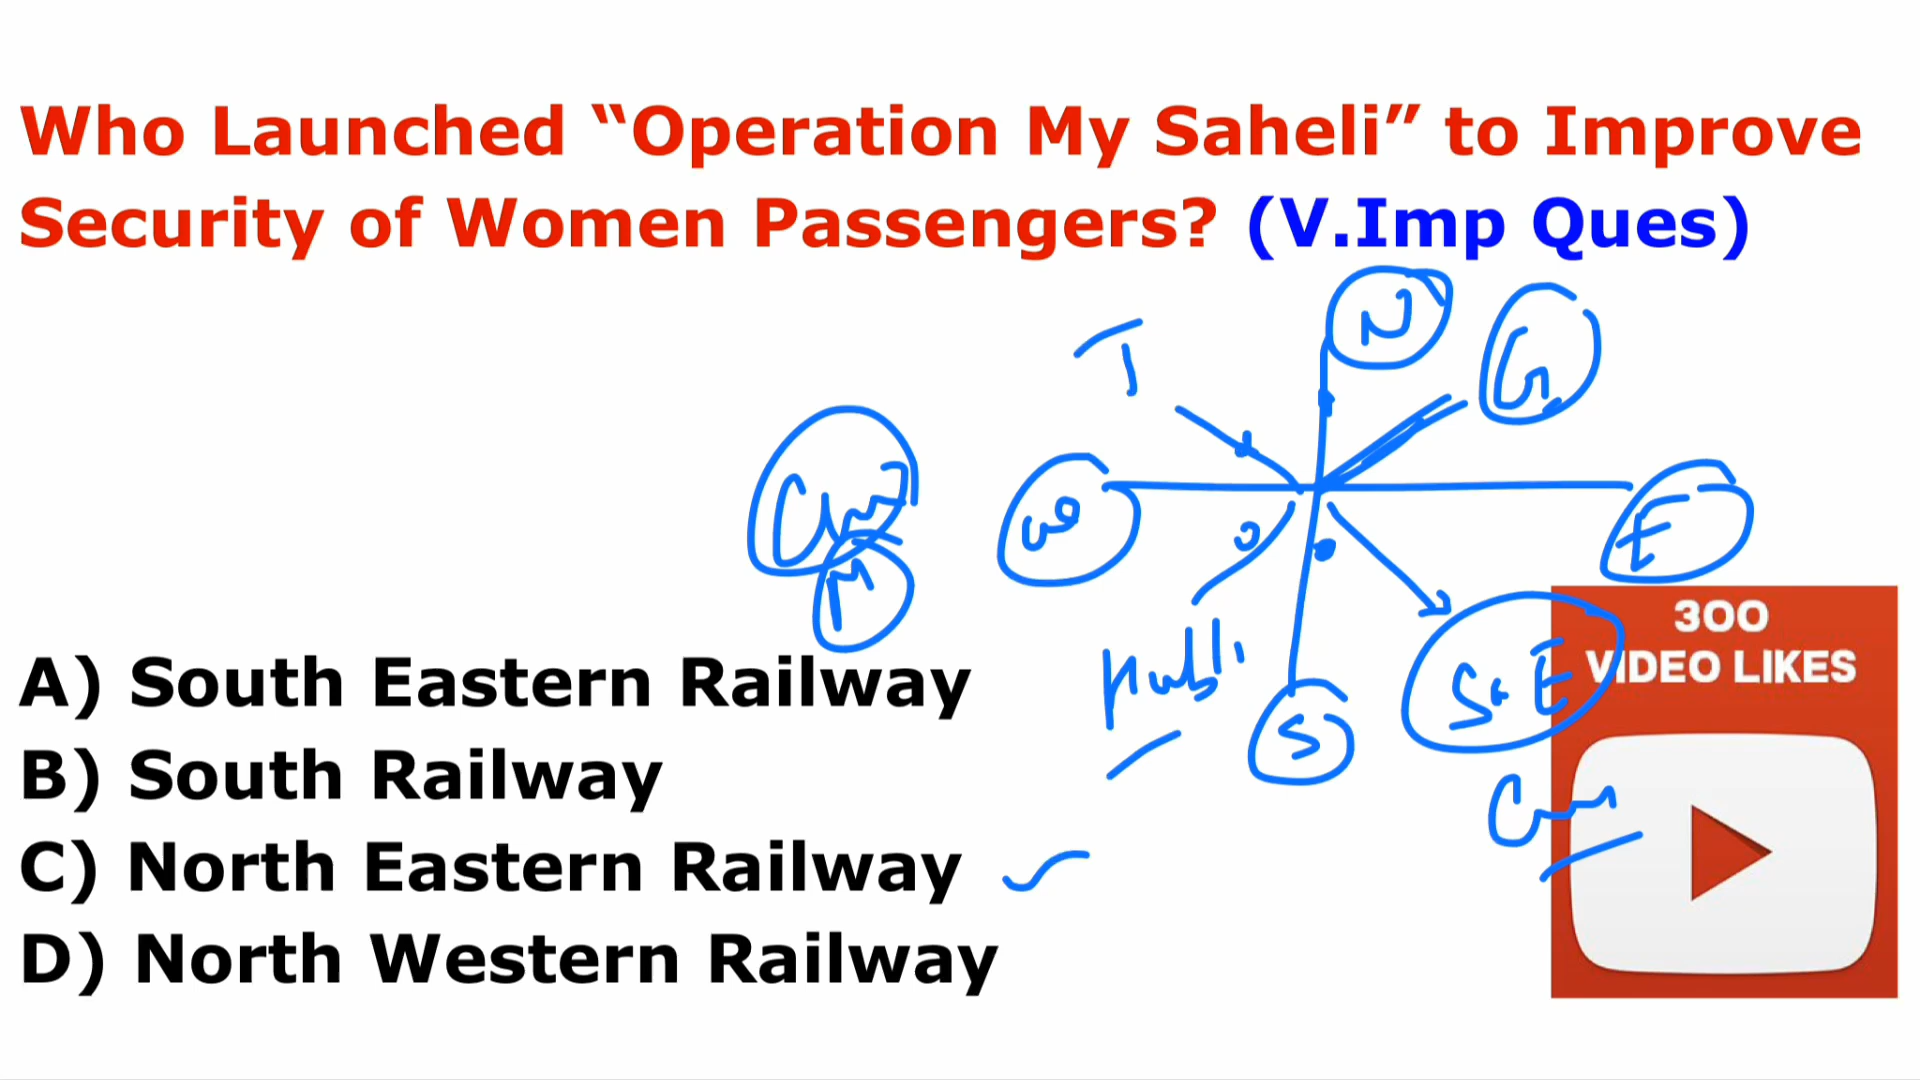 Who Launched “Operation My Saheli” to Improve
Security of Women Passengers? (V.Imp Ques)
N
G
T
W
E
M
S
S
E
300
VIDEO LIKES
A) South Eastern Railway
B) South Railway
C) North Eastern Railway
D) North Western Railway